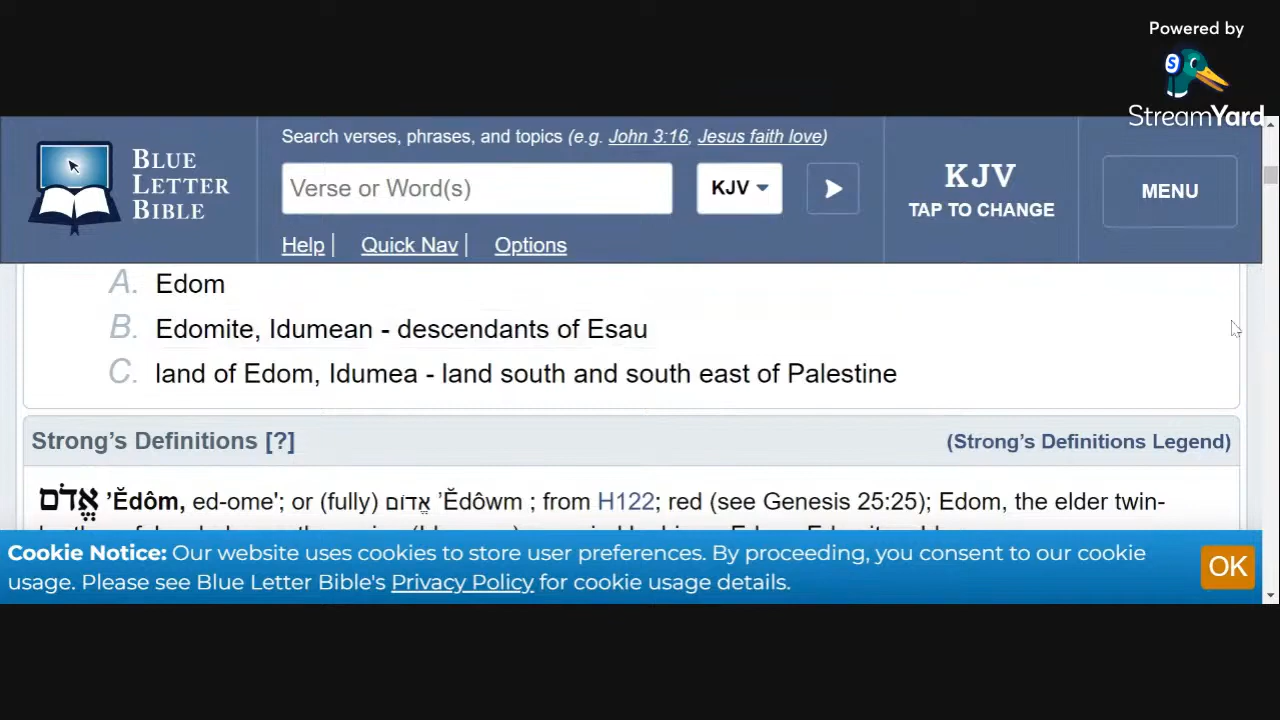 Powered by
StreamYard
BLUE
LETTER
BIBLE
Search verses, phrases, and topics (e.g. John 3:16, Jesus faith love)
Verse or Word(s)
KJV
Help | Quick Nav | Options
KJV
TAP TO CHANGE
MENU
A. Edom
B. Edomite, Idumean - descendants of Esau
C. land of Edom, Idumea - land south and south east of Palestine
Strong’s Definitions [?]
(Strong’s Definitions Legend)
אֱדֹם ʼĔdôm, ed-ome'; or (fully) אֱדוֹם ʼĔdôwm ; from H122; red (see Genesis 25:25); Edom, the elder twin-
Cookie Notice: Our website uses cookies to store user preferences. By proceeding, you consent to our cookie
usage. Please see Blue Letter Bible's Privacy Policy for cookie usage details.
OK